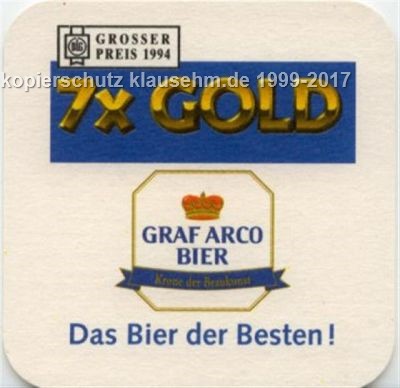 GROSSER
PREIS 1994
kopierschutz klausehm.de 1999-2017
7x GOLD
GRAF ARCO
BIER
Krone der Braukunst
Das Bier der Besten!